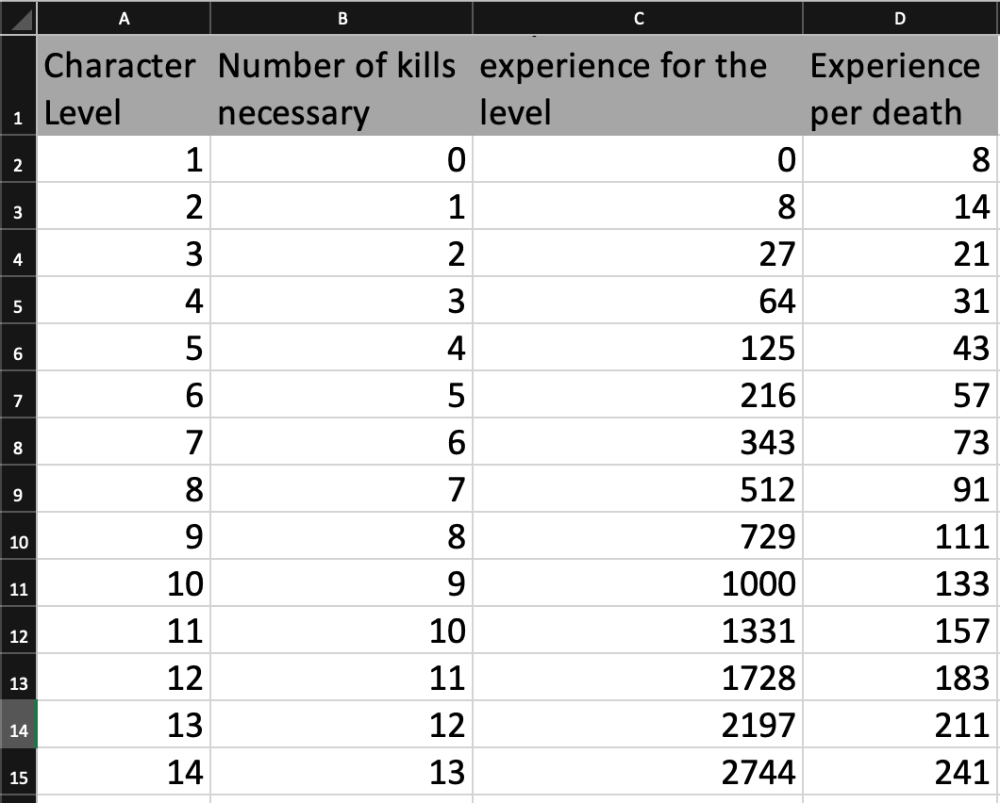 A B C D
1 Character Level Number of kills necessary experience for the level Experience per death
2 1 0 0 8
3 2 1 8 14
4 3 2 27 21
5 4 3 64 31
6 5 4 125 43
7 6 5 216 57
8 7 6 343 73
9 8 7 512 91
10 9 8 729 111
11 10 9 1000 133
12 11 10 1331 157
13 12 11 1728 183
14 13 12 2197 211
15 14 13 2744 241